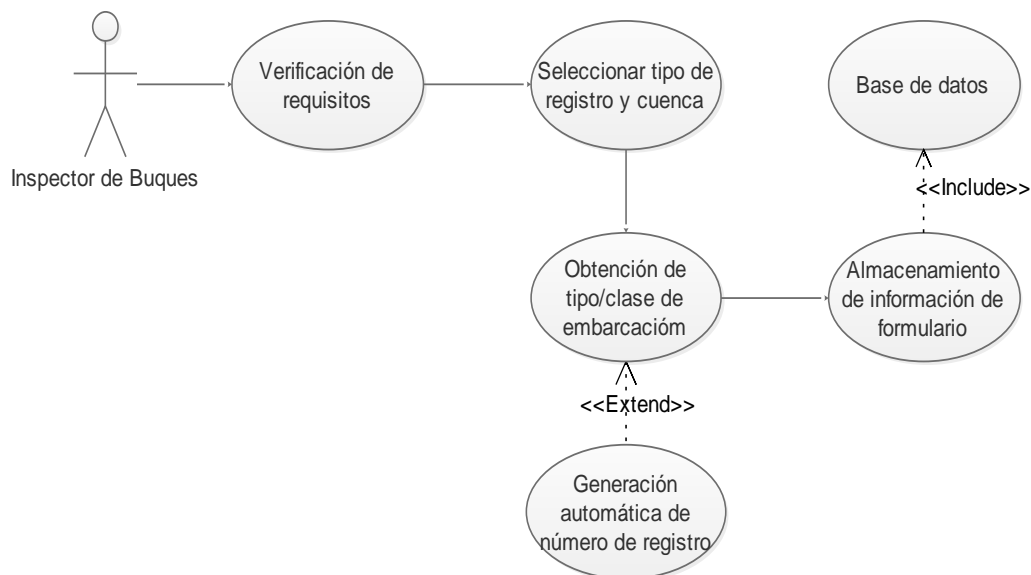 Verificación de
requisitos
Seleccionar tipo de
registro y cuenca
Base de datos
Inspector de Buques
<<Include>>
Obtención de
tipo/clase de
embarcacióm
Almacenamiento
de información de
formulario
<<Extend>>
Generación
automática de
número de registro